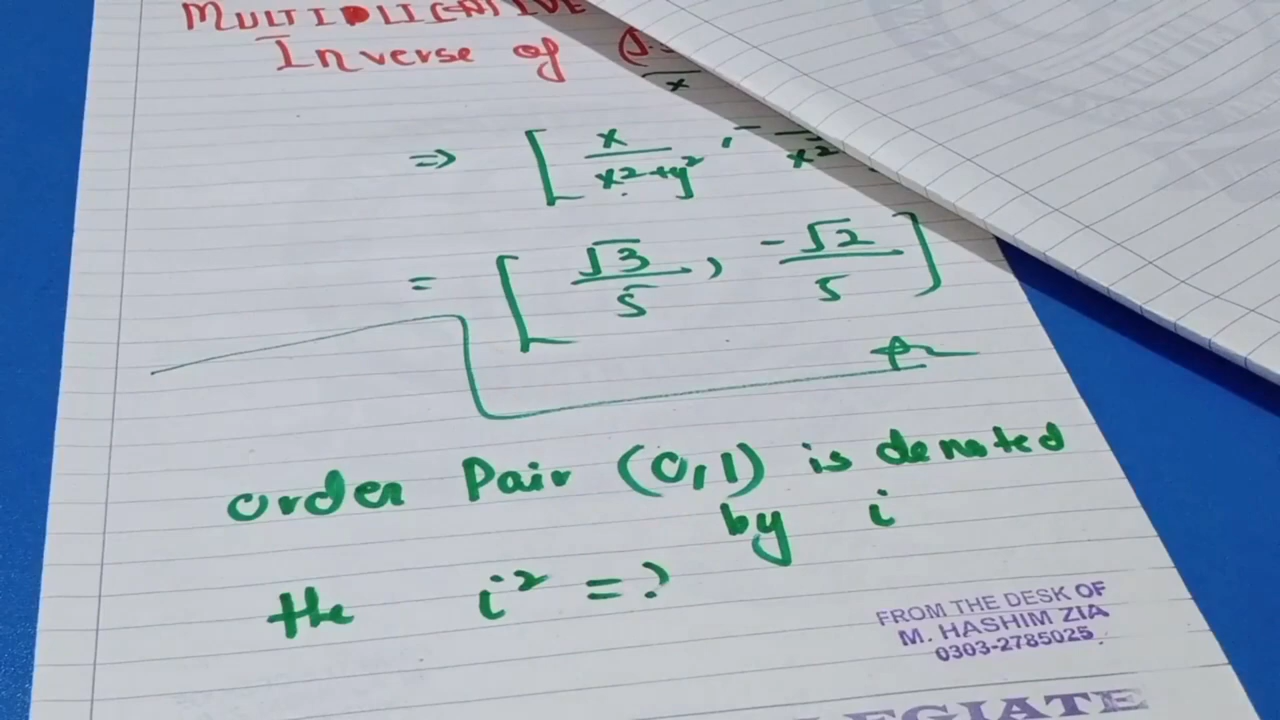 MULTIPLICATIVE
Inverse of (
x
⇒ [ x/(x²+y²) , - /x²
= [ √3/5 , -√2/5 ]
order Pair (0,1) is denoted
by i
the i² = ?
FROM THE DESK OF
M. HASHIM ZIA
0303-2785025